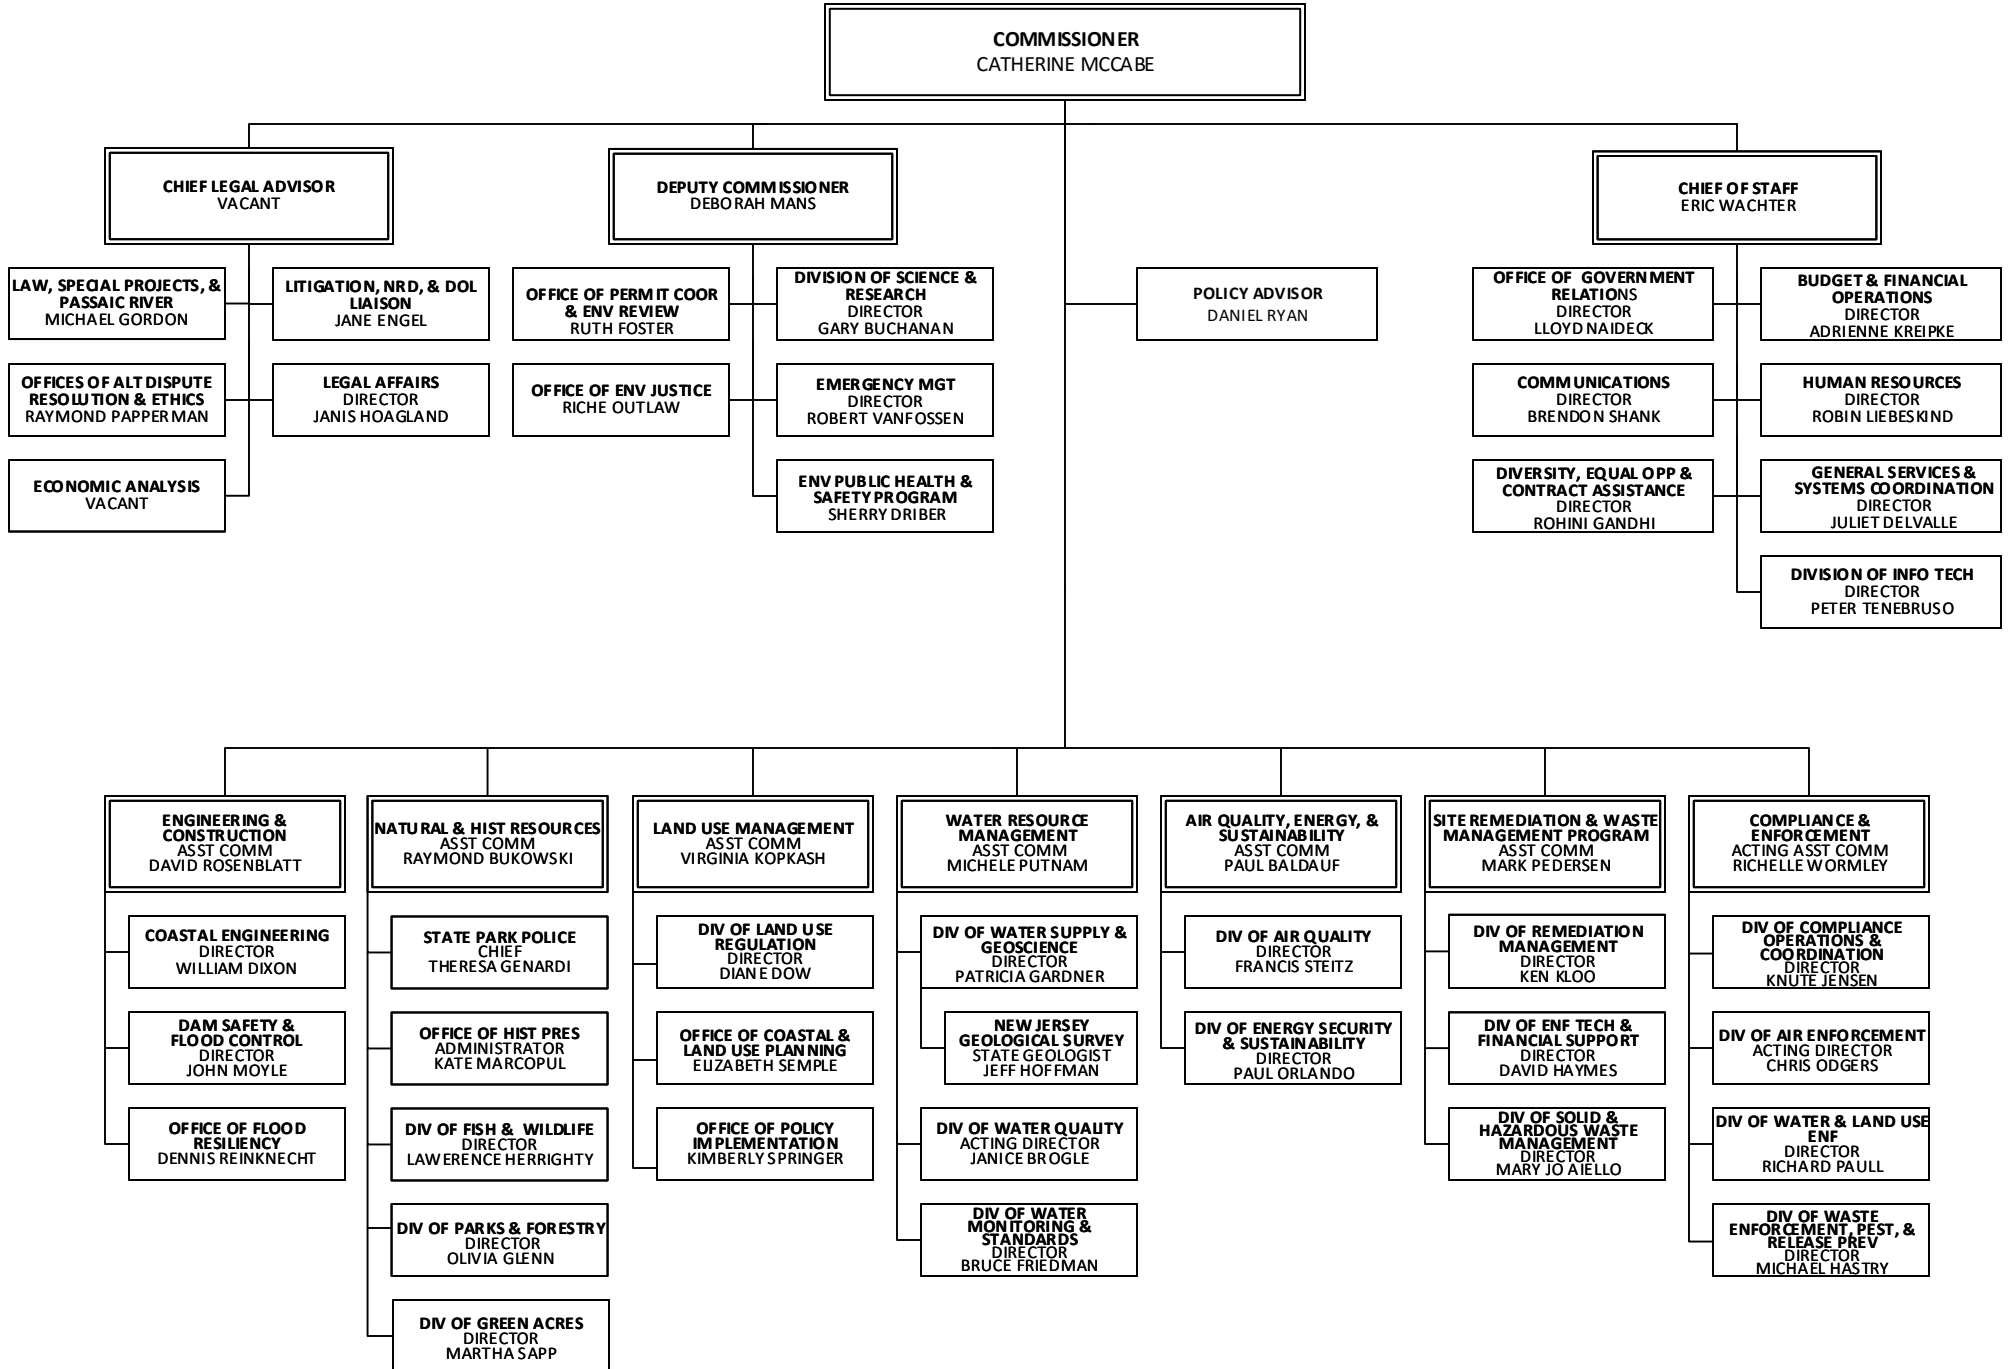 COMMISSIONER
CATHERINE MCCABE
CHIEF LEGAL ADVISOR
VACANT
DEPUTY COMMISSIONER
DEBORAH MANS
CHIEF OF STAFF
ERIC WACHTER
LAW, SPECIAL PROJECTS, &
PASSAIC RIVER
MICHAEL GORDON
LITIGATION, NRD, & DOL
LIAISON
JANE ENGEL
OFFICES OF ALT DISPUTE
RESOLUTION & ETHICS
RAYMOND PAPPERMAN
LEGAL AFFAIRS
DIRECTOR
JANIS HOAGLAND
ECONOMIC ANALYSIS
VACANT
OFFICE OF PERMIT COOR
& ENV REVIEW
RUTH FOSTER
DIVISION OF SCIENCE &
RESEARCH
DIRECTOR
GARY BUCHANAN
OFFICE OF ENV JUSTICE
RICHE OUTLAW
EMERGENCY MGT
DIRECTOR
ROBERT VANFOSSEN
ENV PUBLIC HEALTH &
SAFETY PROGRAM
SHERRY DRIBER
POLICY ADVISOR
DANIEL RYAN
OFFICE OF GOVERNMENT
RELATIONS
DIRECTOR
LLOYD NAIDECK
BUDGET & FINANCIAL
OPERATIONS
DIRECTOR
ADRIENNE KREIPKE
COMMUNICATIONS
DIRECTOR
BRENDON SHANK
HUMAN RESOURCES
DIRECTOR
ROBIN LIEBESKIND
DIVERSITY, EQUAL OPP &
CONTRACT ASSISTANCE
DIRECTOR
ROHINI GANDHI
GENERAL SERVICES &
SYSTEMS COORDINATION
DIRECTOR
JULIET DELVALLE
DIVISION OF INFO TECH
DIRECTOR
PETER TENEBRUSO
ENGINEERING &
CONSTRUCTION
ASST COMM
DAVID ROSENBLATT
COASTAL ENGINEERING
DIRECTOR
WILLIAM DIXON
DAM SAFETY &
FLOOD CONTROL
DIRECTOR
JOHN MOYLE
OFFICE OF FLOOD
RESILIENCY
DENNIS REINKNECHT
NATURAL & HIST RESOURCES
ASST COMM
RAYMOND BUKOWSKI
STATE PARK POLICE
CHIEF
THERESA GENARDI
OFFICE OF HIST PRES
ADMINISTRATOR
KATE MARCOPUL
DIV OF FISH & WILDLIFE
DIRECTOR
LAWERENCE HERRIGHTY
DIV OF PARKS & FORESTRY
DIRECTOR
OLIVIA GLENN
DIV OF GREEN ACRES
DIRECTOR
MARTHA SAPP
LAND USE MANAGEMENT
ASST COMM
VIRGINIA KOPKASH
DIV OF LAND USE
REGULATION
DIRECTOR
DIANE DOW
OFFICE OF COASTAL &
LAND USE PLANNING
ELIZABETH SEMPLE
OFFICE OF POLICY
IMPLEMENTATION
KIMBERLY SPRINGER
WATER RESOURCE
MANAGEMENT
ASST COMM
MICHELE PUTNAM
DIV OF WATER SUPPLY &
GEOSCIENCE
DIRECTOR
PATRICIA GARDNER
NEW JERSEY
GEOLOGICAL SURVEY
STATE GEOLOGIST
JEFF HOFFMAN
DIV OF WATER QUALITY
ACTING DIRECTOR
JANICE BROGLE
DIV OF WATER
MONITORING &
STANDARDS
DIRECTOR
BRUCE FRIEDMAN
AIR QUALITY, ENERGY, &
SUSTAINABILITY
ASST COMM
PAUL BALDAUF
DIV OF AIR QUALITY
DIRECTOR
FRANCIS STEITZ
DIV OF ENERGY SECURITY
& SUSTAINABILITY
DIRECTOR
PAUL ORLANDO
SITE REMEDIATION & WASTE
MANAGEMENT PROGRAM
ASST COMM
MARK PEDERSEN
DIV OF REMEDIATION
MANAGEMENT
DIRECTOR
KEN KLOO
DIV OF ENF TECH &
FINANCIAL SUPPORT
DIRECTOR
DAVID HAYMES
DIV OF SOLID &
HAZARDOUS WASTE
MANAGEMENT
DIRECTOR
MARY JO AIELLO
COMPLIANCE &
ENFORCEMENT
ACTING ASST COMM
RICHELLE WORMLEY
DIV OF COMPLIANCE
OPERATIONS &
COORDINATION
DIRECTOR
KNUTE JENSEN
DIV OF AIR ENFORCEMENT
ACTING DIRECTOR
CHRIS ODGERS
DIV OF WATER & LAND USE
ENF
DIRECTOR
RICHARD PAULL
DIV OF WASTE
ENFORCEMENT, PEST, &
RELEASE PREV
DIRECTOR
MICHAEL HASTRY